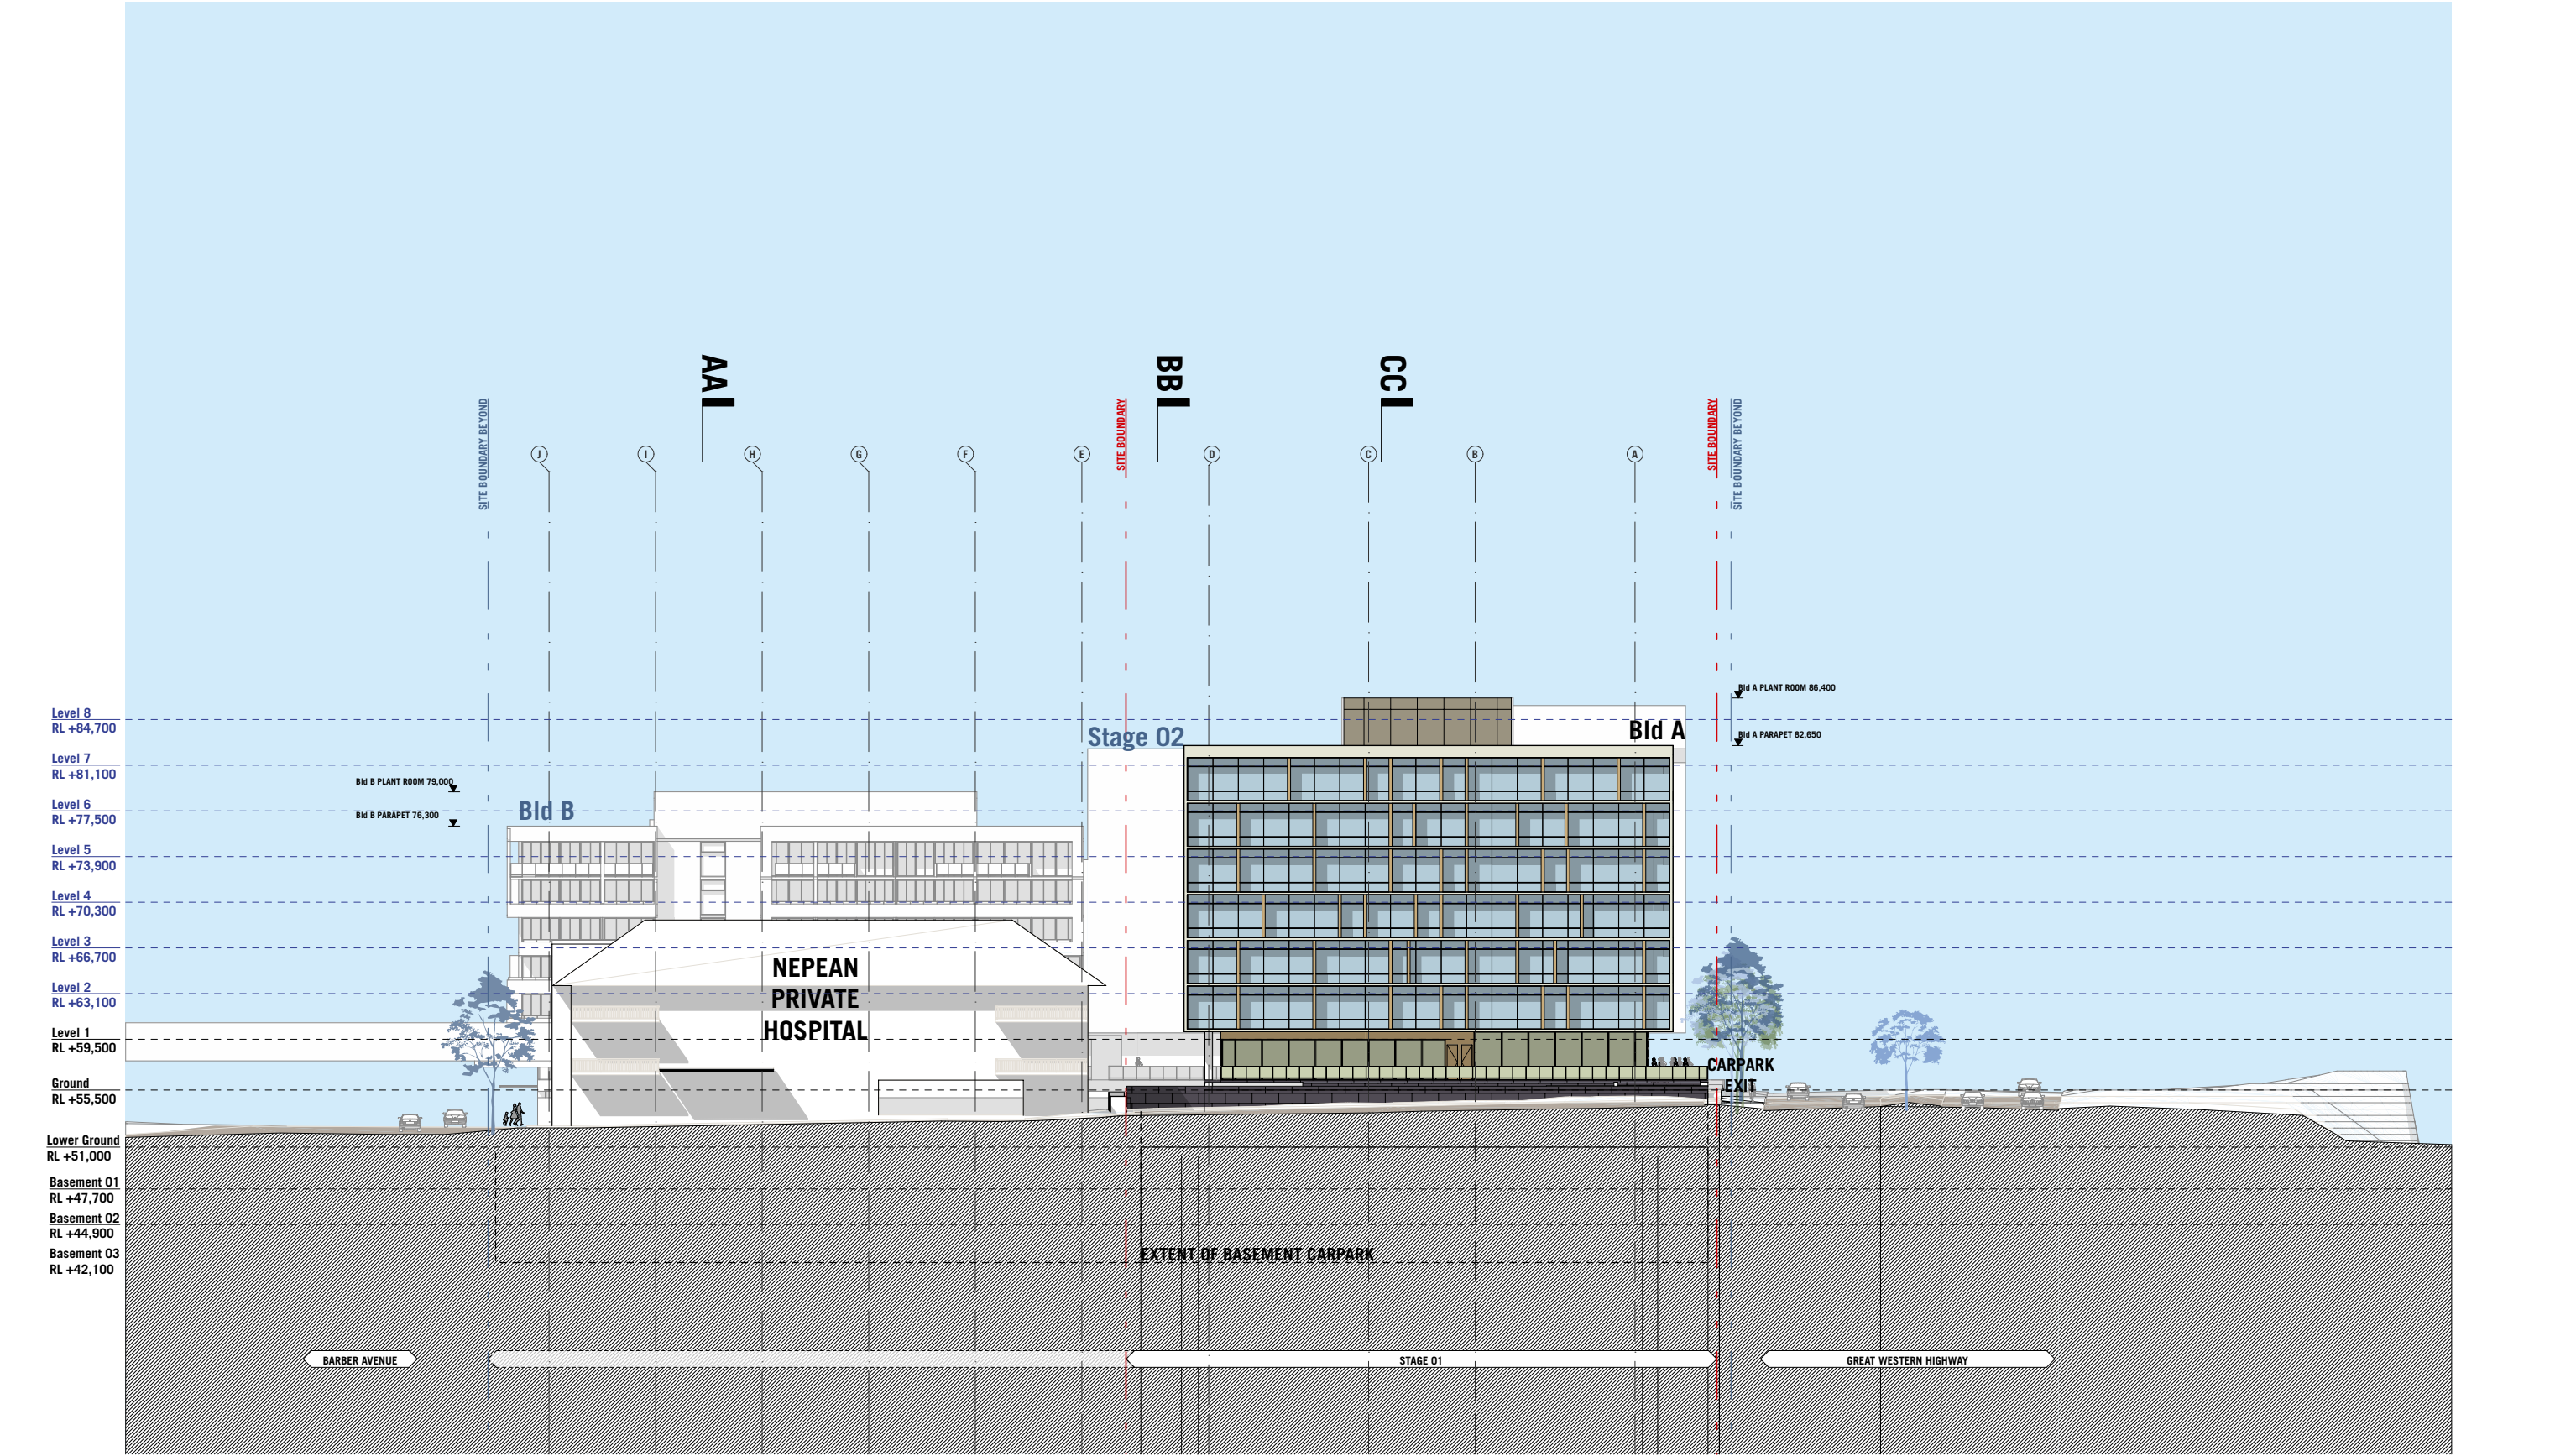 AA
BB
CC
SITE BOUNDARY BEYOND
SITE BOUNDARY
SITE BOUNDARY
SITE BOUNDARY BEYOND
J
I
H
G
F
E
D
C
B
A
Bld A PLANT ROOM 86,400
Bld A PARAPET 82,650
Bld A
Stage 02
Bld B PLANT ROOM 79,000
Bld B PARAPET 76,300
Bld B
Level 8
RL +84,700
Level 7
RL +81,100
Level 6
RL +77,500
Level 5
RL +73,900
Level 4
RL +70,300
Level 3
RL +66,700
Level 2
RL +63,100
Level 1
RL +59,500
Ground
RL +55,500
Lower Ground
RL +51,000
Basement 01
RL +47,700
Basement 02
RL +44,900
Basement 03
RL +42,100
NEPEAN
PRIVATE
HOSPITAL
CARPARK
EXIT
EXTENT OF BASEMENT CARPARK
BARBER AVENUE
STAGE 01
GREAT WESTERN HIGHWAY